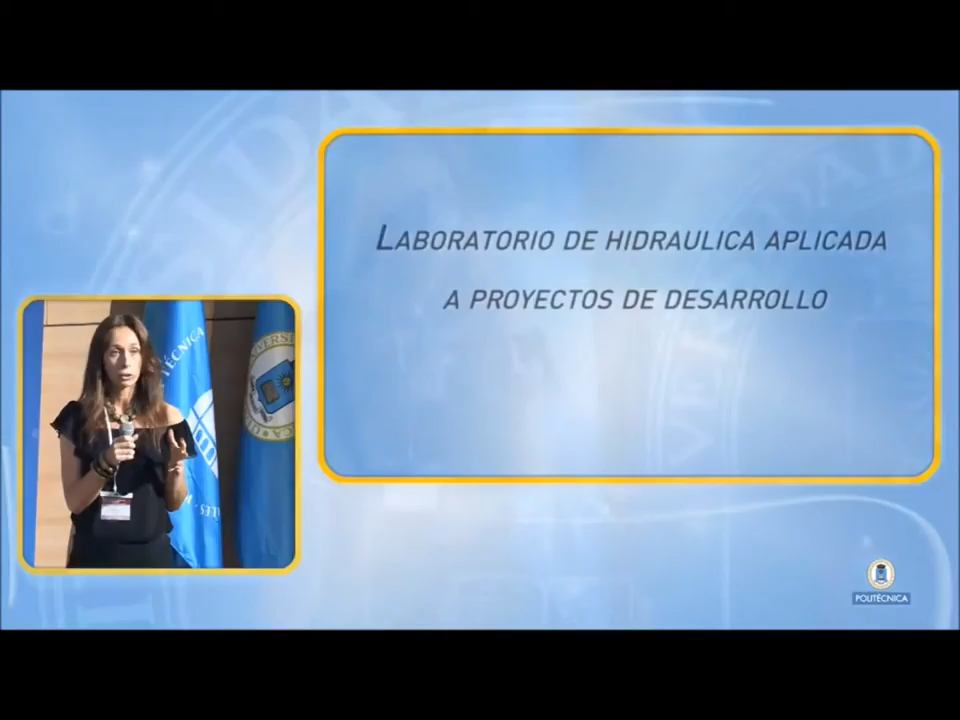 LABORATORIO DE HIDRAULICA APLICADA
A PROYECTOS DE DESARROLLO
POLITÉCNICA